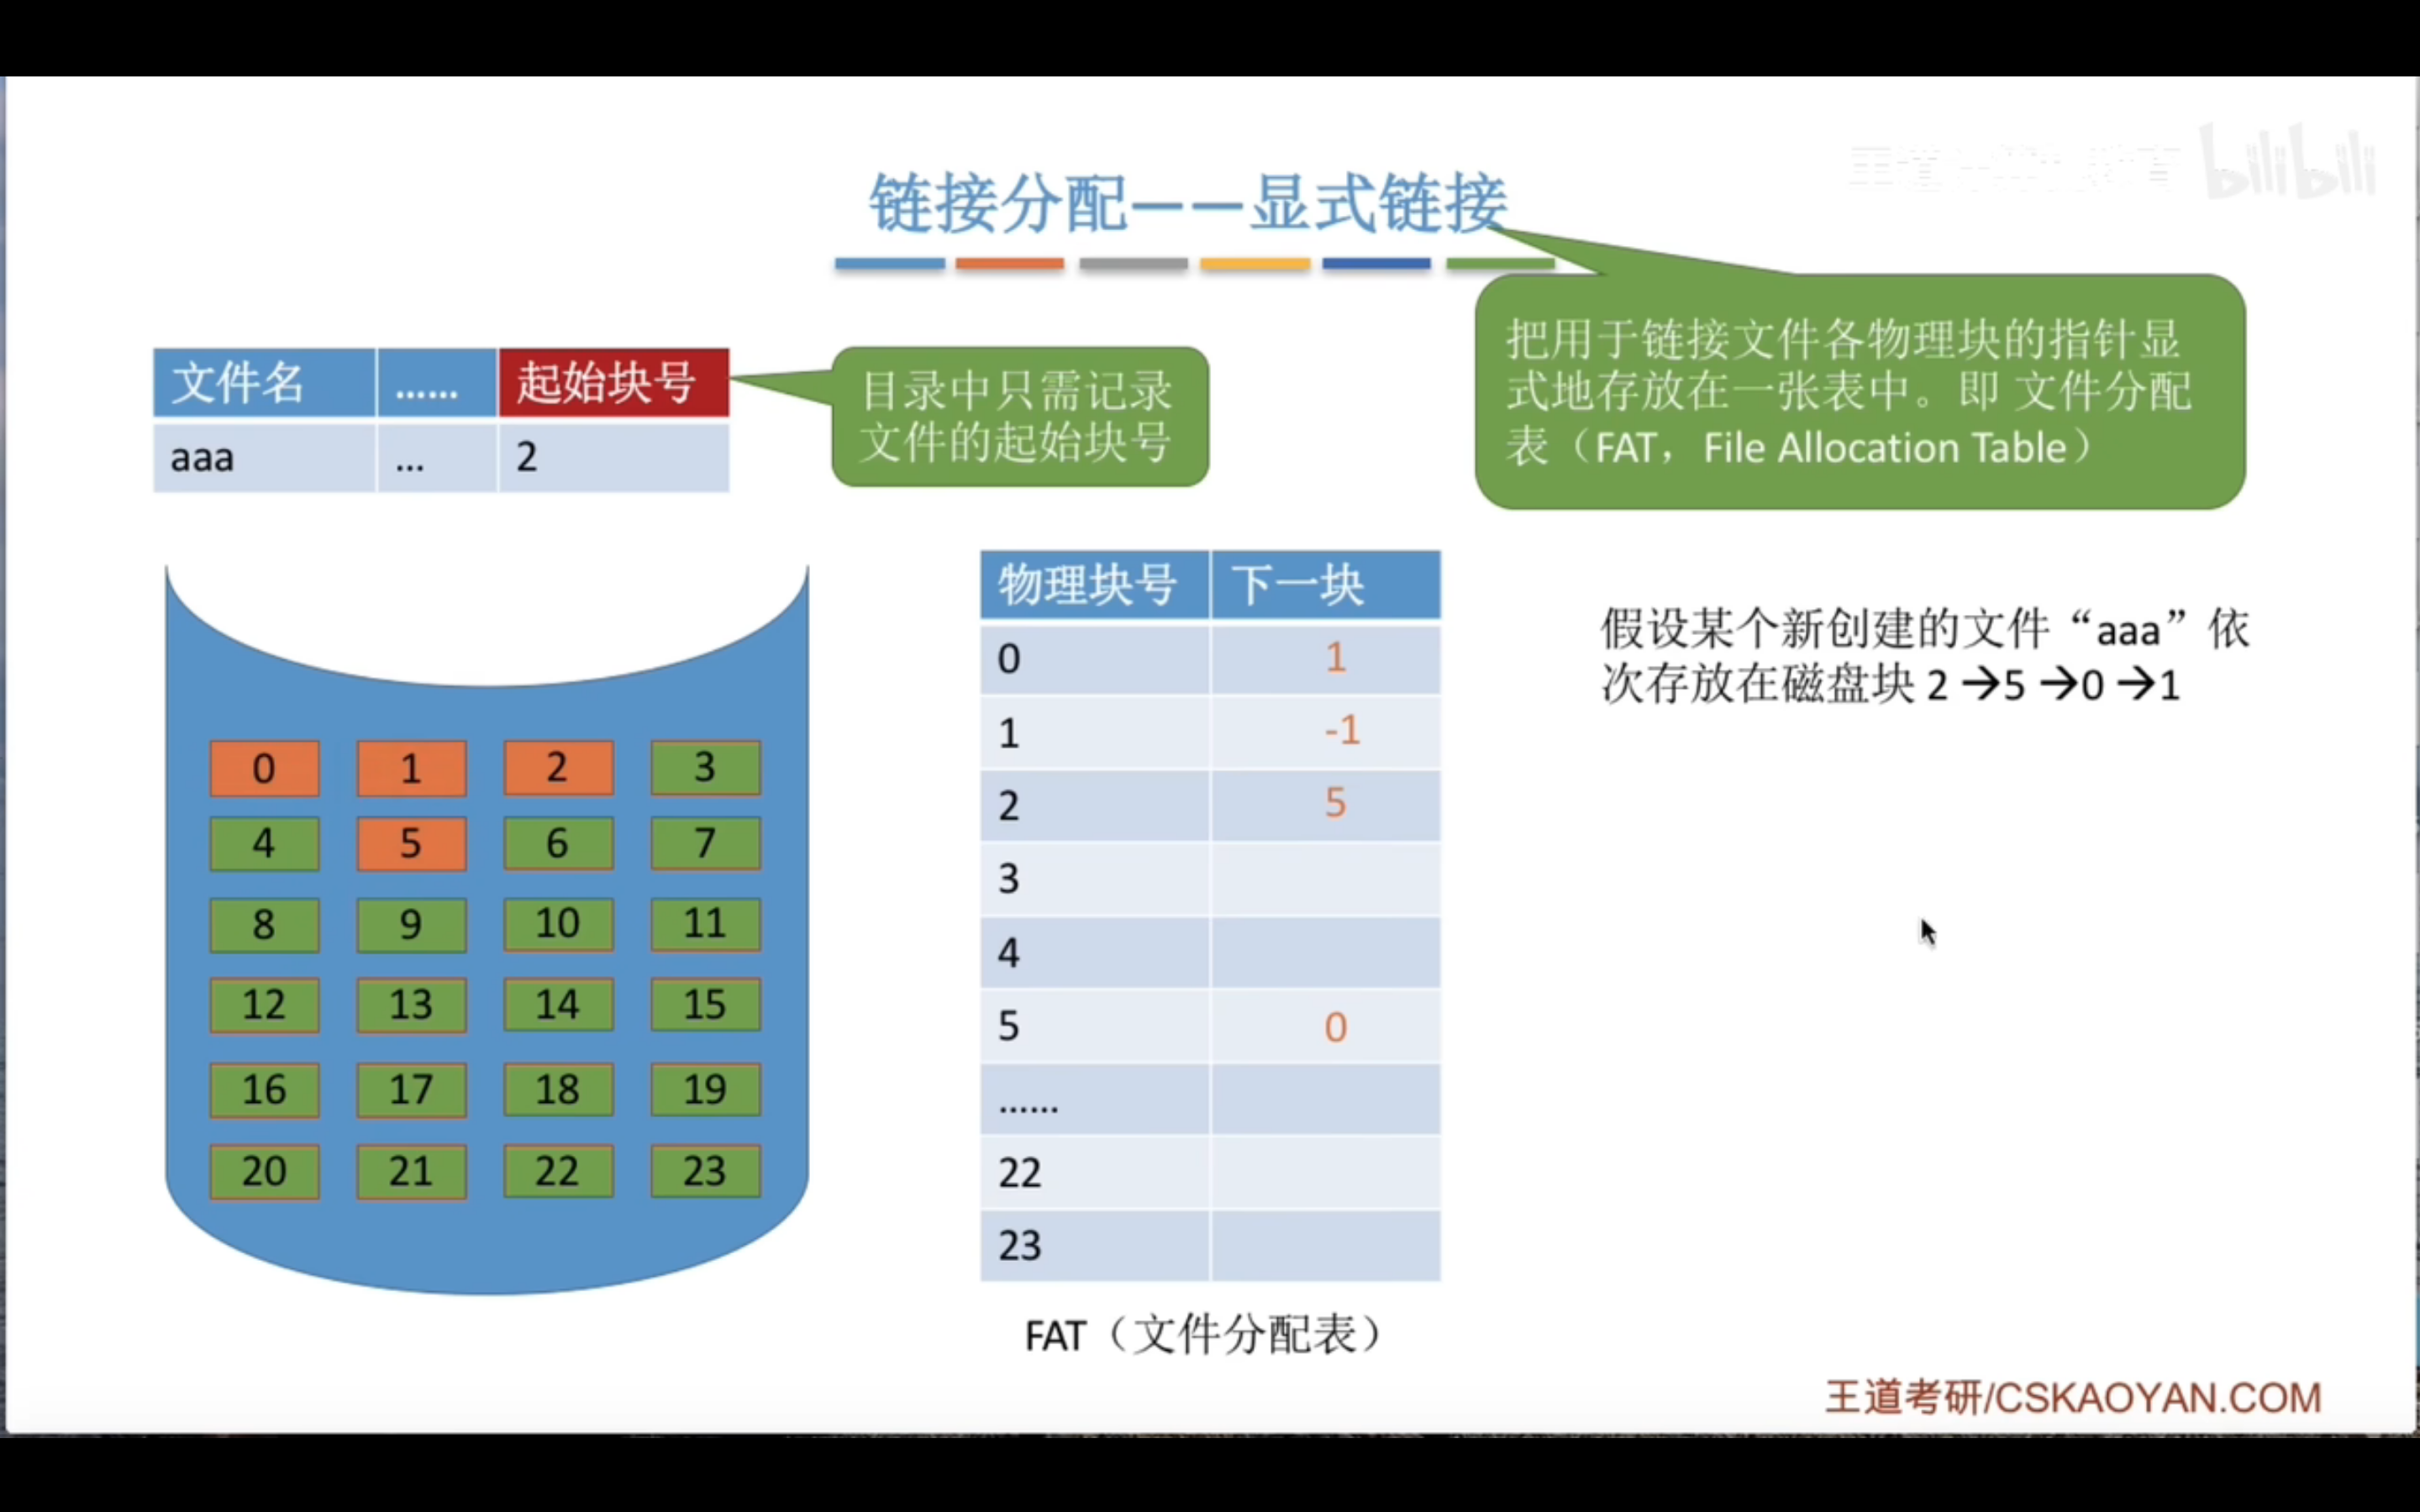 bilibili
链接分配——显式链接
把用于链接文件各物理块的指针显
式地存放在一张表中。即 文件分配
表（FAT，File Allocation Table）
文件名 …… 起始块号
aaa ... 2
目录中只需记录
文件的起始块号
假设某个新创建的文件“aaa”依
次存放在磁盘块 2 →5 →0 →1
0 1 2 3
4 5 6 7
8 9 10 11
12 13 14 15
16 17 18 19
20 21 22 23
物理块号 下一块
0 1
1 -1
2 5
3
4
5 0
……
22
23
FAT（文件分配表）
王道考研/CSKAOYAN.COM